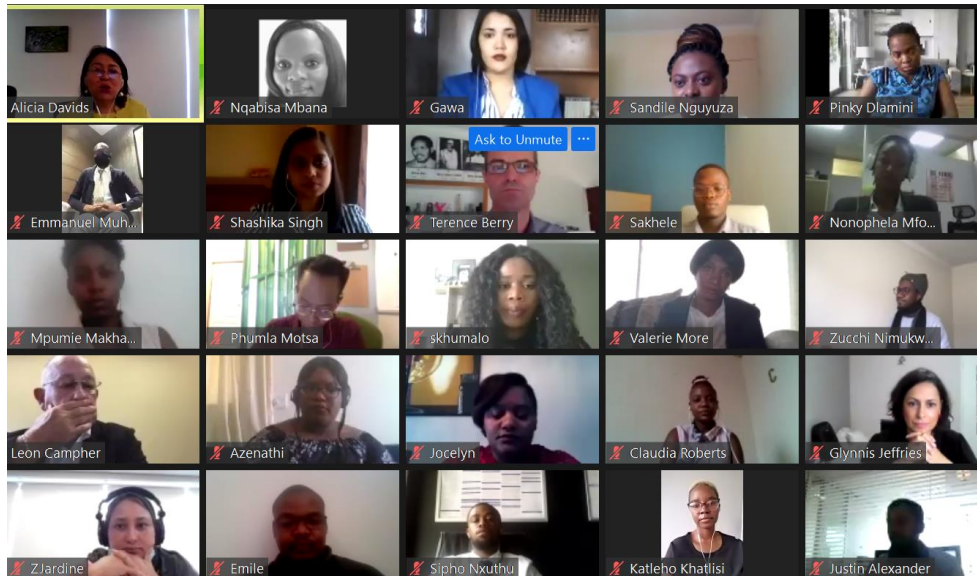 Alicia Davids
Nqabisa Mbana
Gawa
Sandile Nguyuza
Pinky Dlamini
Emmanuel Muh...
Shashika Singh
Ask to Unmute ...
Terence Berry
Sakhele
Nonophela Mfo...
Mpumie Makha...
Phumla Motsa
skhumalo
Valerie More
Zucchi Nimukw...
Leon Campher
Azenathi
Jocelyn
Claudia Roberts
Glynnis Jeffries
ZJardine
Emile
Sipho Nxuthu
Katleho Khatlisi
Justin Alexander